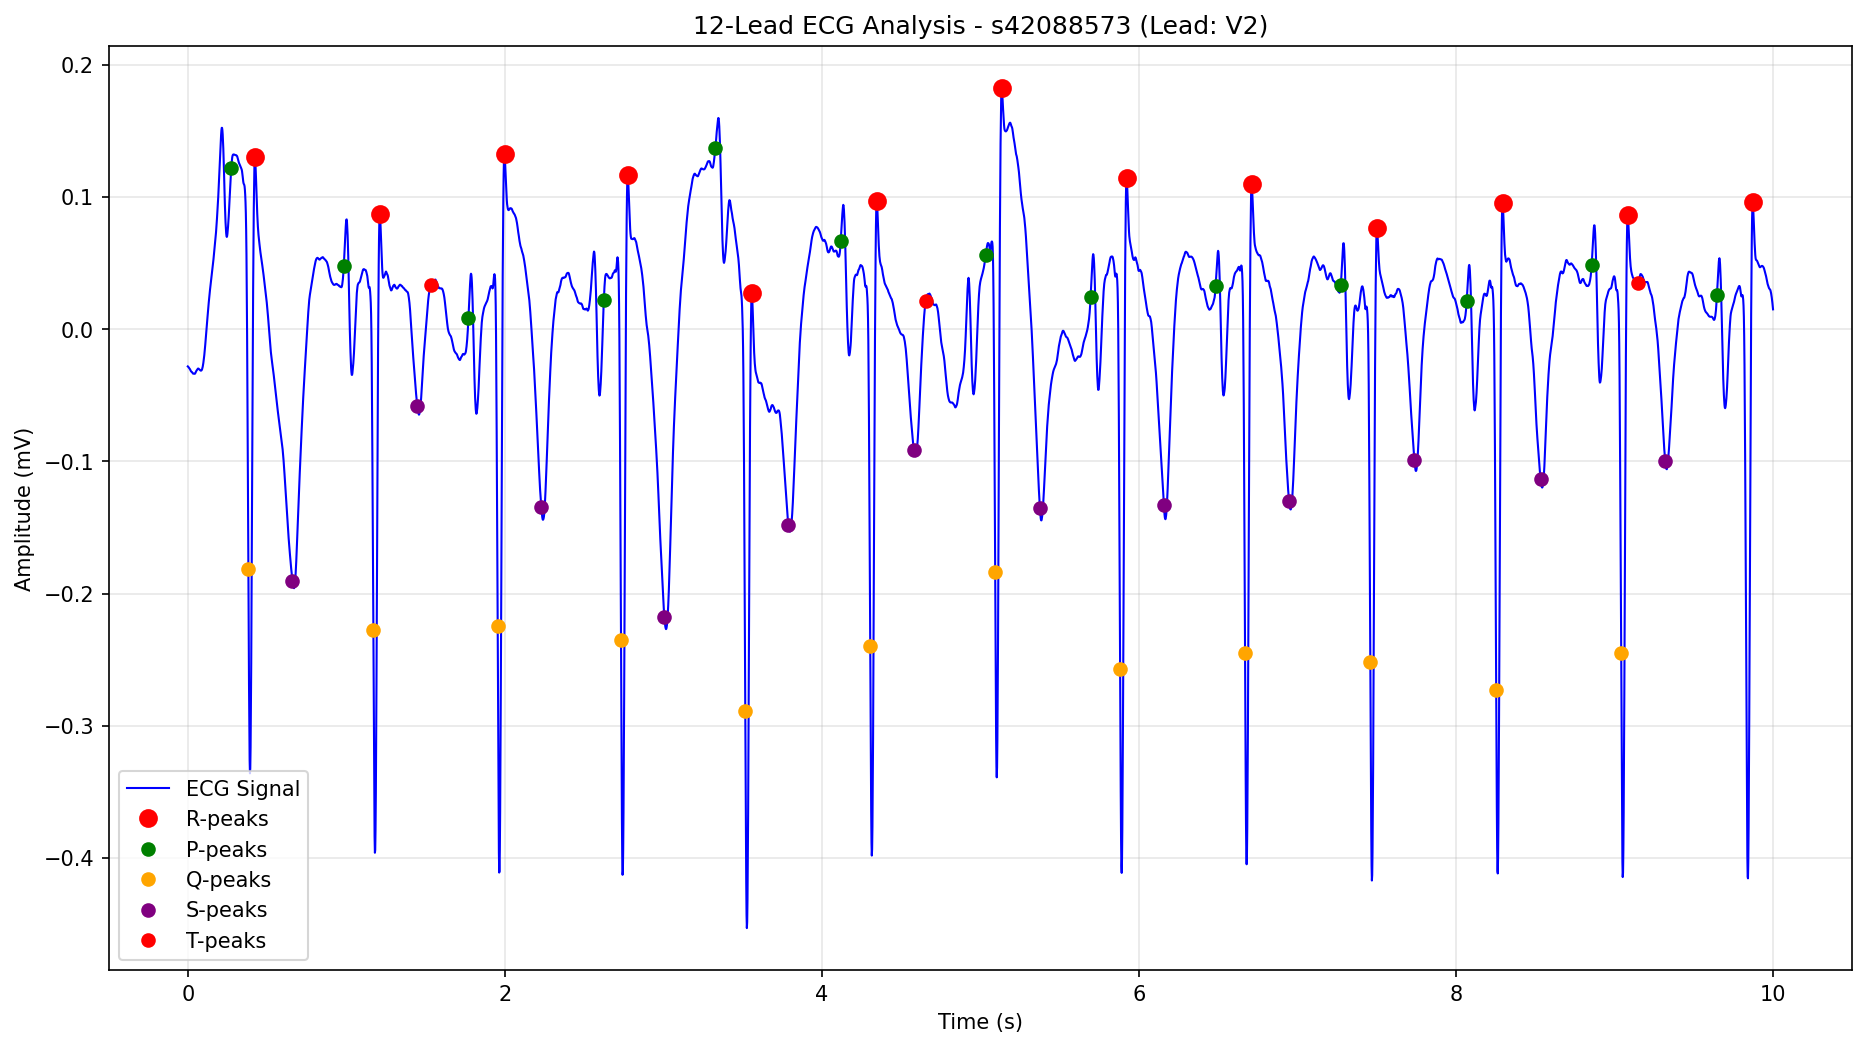 12-Lead ECG Analysis - s42088573 (Lead: V2)
Amplitude (mV)
0.2
0.1
0.0
−0.1
−0.2
−0.3
−0.4
ECG Signal
R-peaks
P-peaks
Q-peaks
S-peaks
T-peaks
0 2 4 6 8 10
Time (s)